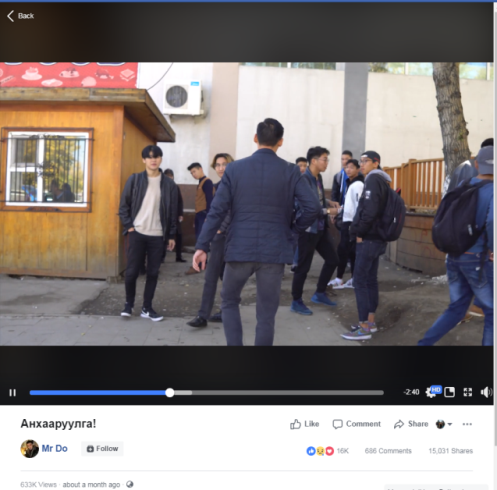 Back
-2:40 HD
Анхааруулга!
Like Comment Share
Mr Do
Follow
16K 686 Comments 15,031 Shares
633K Views · about a month ago